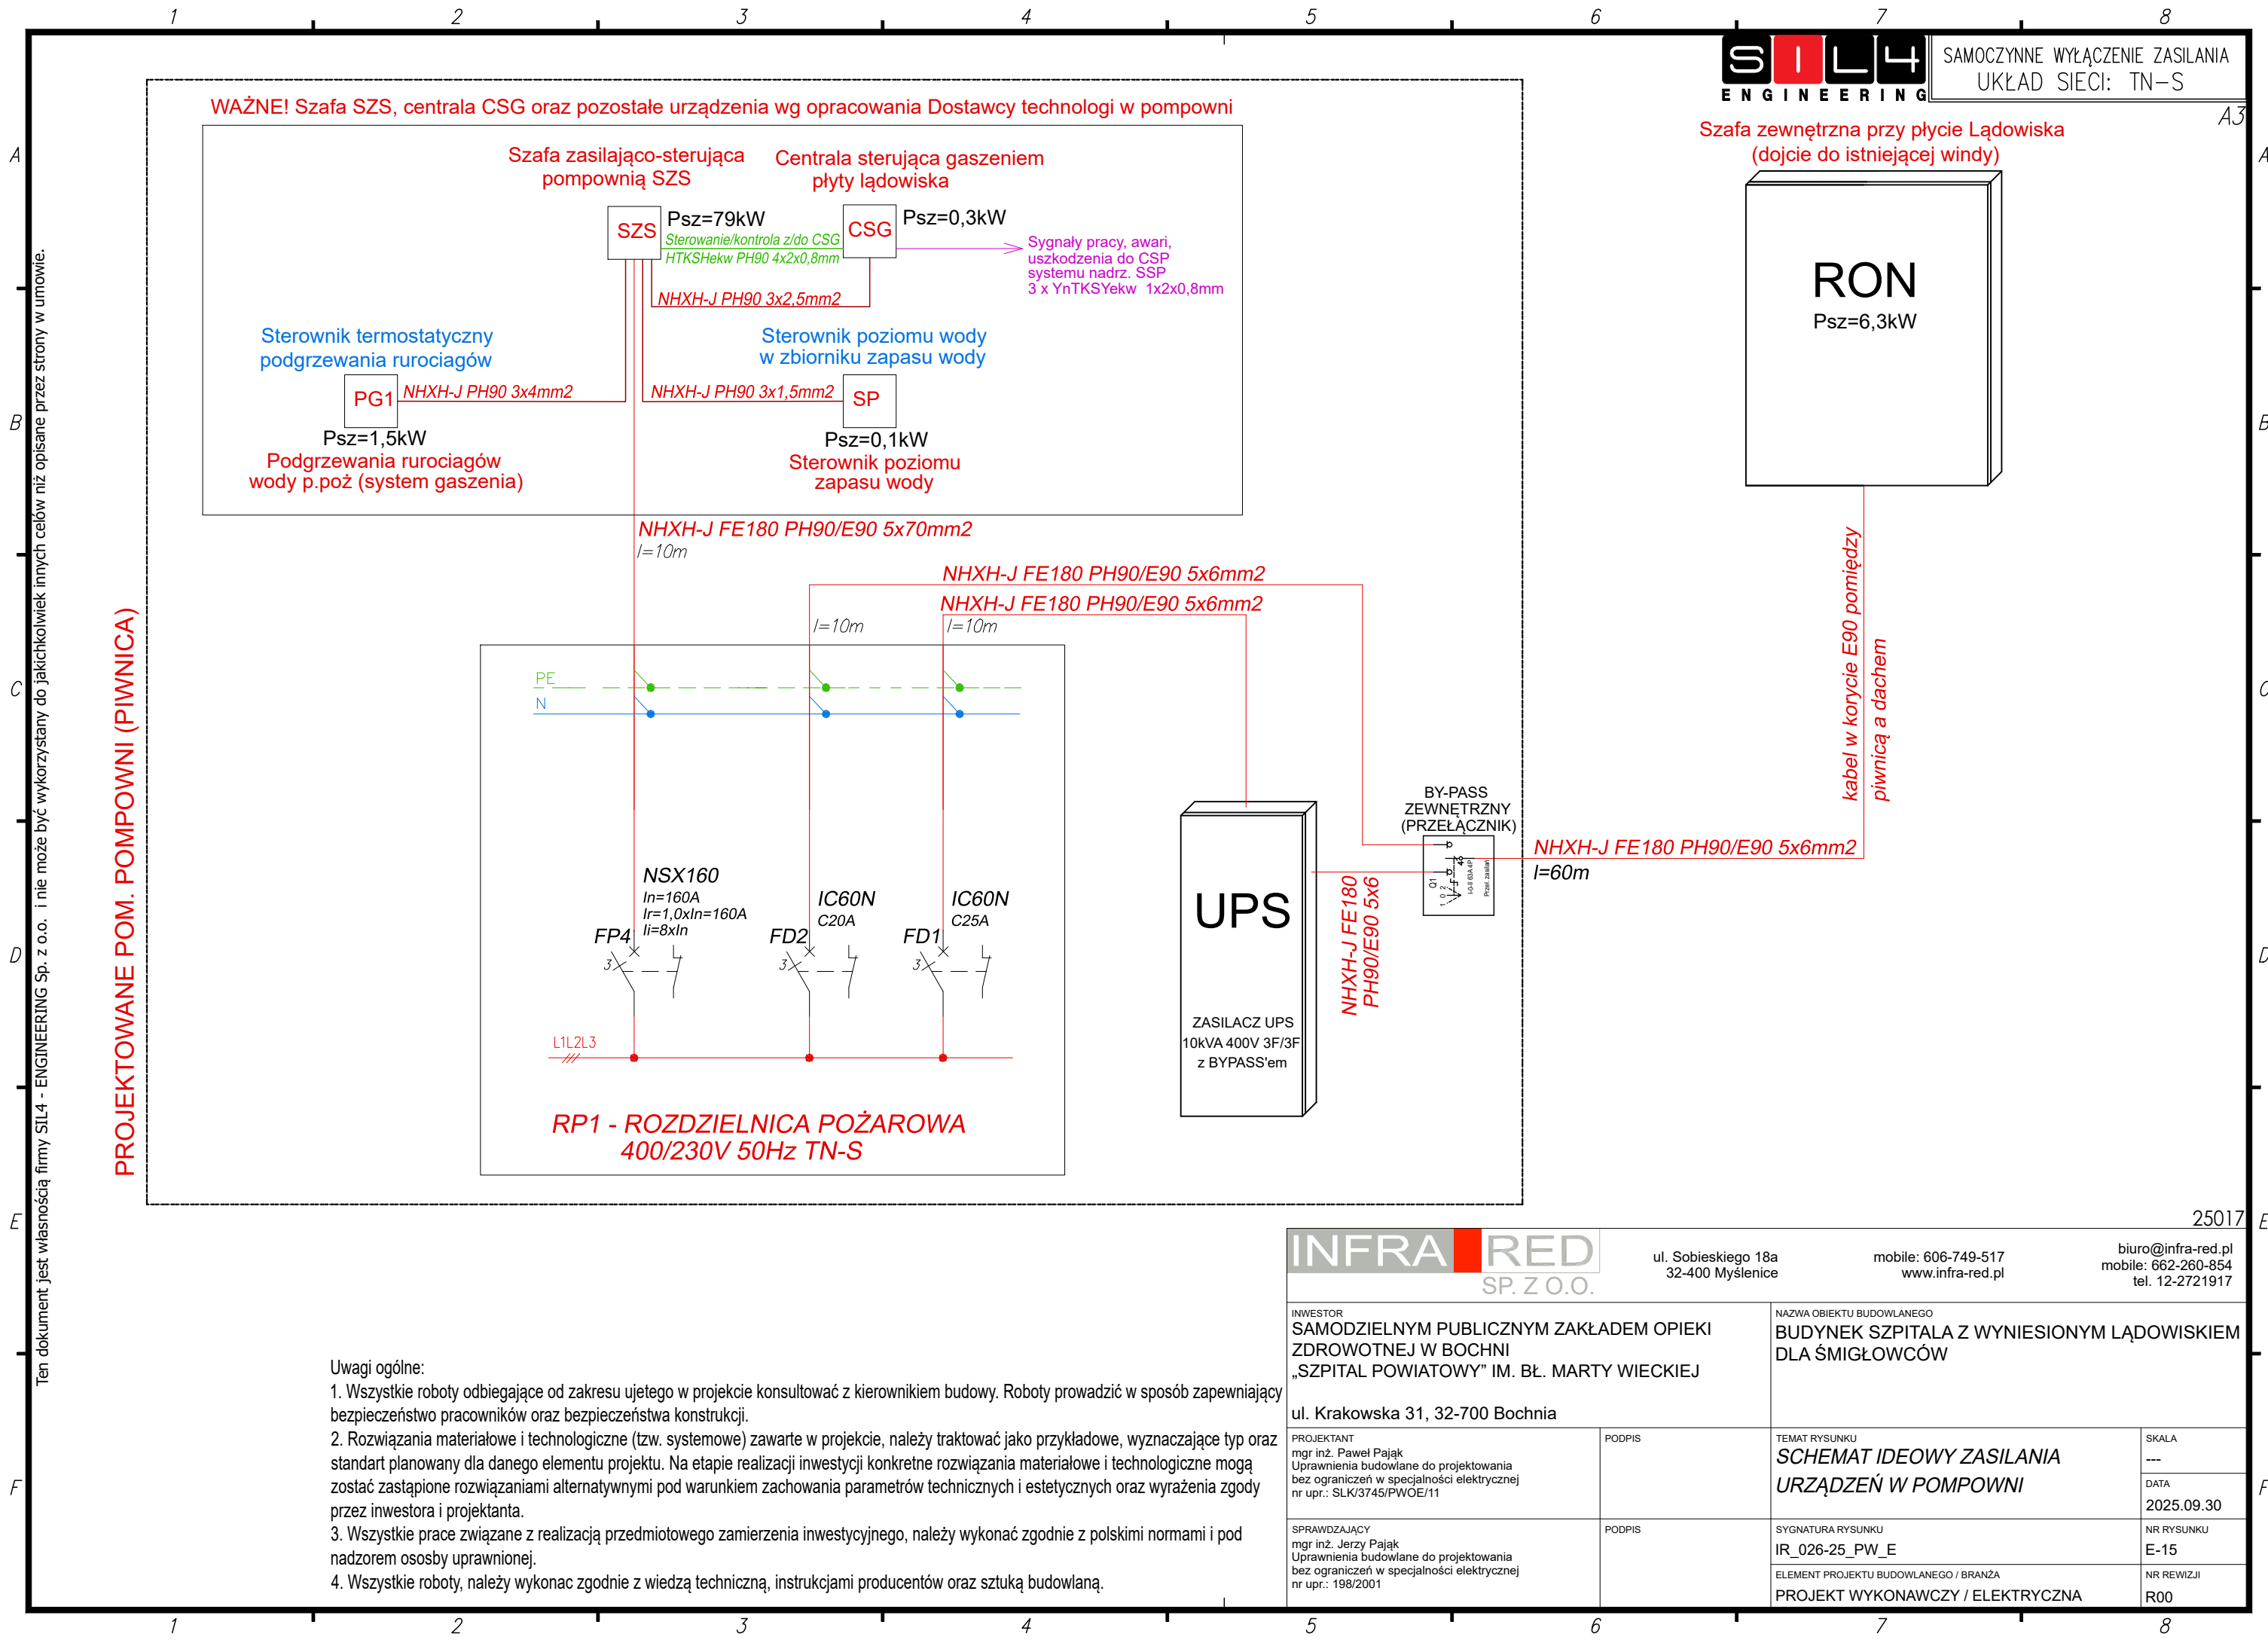 1 2 3 4 5 6 7 8
SIL4
ENGINEERING
SAMOCZYNNE WYŁĄCZENIE ZASILANIA
UKŁAD SIECI: TN-S
A3
A
B
C
D
E
F
A
B
C
D
E
F
Ten dokument jest własnością firmy SIL4 - ENGINEERING Sp. z o.o. i nie może być wykorzystany do jakichkolwiek innych celów niż opisane przez strony w umowie.
PROJEKTOWANE POM. POMPOWNI (PIWNICA)
WAŻNE! Szafa SZS, centrala CSG oraz pozostałe urządzenia wg opracowania Dostawcy technologi w pompowni
Szafa zasilająco-sterująca
pompownią SZS
Centrala sterująca gaszeniem
płyty lądowiska
SZS
Psz=79kW
Sterowanie/kontrola z/do CSG
HTKSHekw PH90 4x2x0,8mm
CSG
Psz=0,3kW
Sygnały pracy, awari,
uszkodzenia do CSP
systemu nadrz. SSP
3 x YnTKSYekw 1x2x0,8mm
NHXH-J PH90 3x2,5mm2
Sterownik termostatyczny
podgrzewania rurociagów
PG1
NHXH-J PH90 3x4mm2
Psz=1,5kW
Podgrzewania rurociagów
wody p.poż (system gaszenia)
Sterownik poziomu wody
w zbiorniku zapasu wody
NHXH-J PH90 3x1,5mm2
SP
Psz=0,1kW
Sterownik poziomu
zapasu wody
Szafa zewnętrzna przy płycie Lądowiska
(dojcie do istniejącej windy)
RON
Psz=6,3kW
kabel w korycie E90 pomiędzy
piwnicą a dachem
NHXH-J FE180 PH90/E90 5x70mm2
l=10m
NHXH-J FE180 PH90/E90 5x6mm2
NHXH-J FE180 PH90/E90 5x6mm2
l=10m
l=10m
PE
N
NSX160
In=160A
Ir=1,0xIn=160A
Ii=8xIn
FP4
3
IC60N
C20A
FD2
3
IC60N
C25A
FD1
3
L1L2L3
RP1 - ROZDZIELNICA POŻAROWA
400/230V 50Hz TN-S
UPS
ZASILACZ UPS
10kVA 400V 3F/3F
z BYPASS'em
NHXH-J FE180
PH90/E90 5x6
BY-PASS
ZEWNĘTRZNY
(PRZEŁĄCZNIK)
Q1
1 0 2
4
I-0-II 63A 4P
Przeł. zasilań
NHXH-J FE180 PH90/E90 5x6mm2
l=60m
25017
INFRA RED
SP. Z O.O.
ul. Sobieskiego 18a
32-400 Myślenice
mobile: 606-749-517
www.infra-red.pl
biuro@infra-red.pl
mobile: 662-260-854
tel. 12-2721917
INWESTOR
SAMODZIELNYM PUBLICZNYM ZAKŁADEM OPIEKI
ZDROWOTNEJ W BOCHNI
„SZPITAL POWIATOWY” IM. BŁ. MARTY WIECKIEJ
ul. Krakowska 31, 32-700 Bochnia
NAZWA OBIEKTU BUDOWLANEGO
BUDYNEK SZPITALA Z WYNIESIONYM LĄDOWISKIEM
DLA ŚMIGŁOWCÓW
PROJEKTANT
mgr inż. Paweł Pająk
Uprawnienia budowlane do projektowania
bez ograniczeń w specjalności elektrycznej
nr upr.: SLK/3745/PWOE/11
PODPIS
TEMAT RYSUNKU
SCHEMAT IDEOWY ZASILANIA
URZĄDZEŃ W POMPOWNI
SKALA
---
DATA
2025.09.30
SPRAWDZAJĄCY
mgr inż. Jerzy Pająk
Uprawnienia budowlane do projektowania
bez ograniczeń w specjalności elektrycznej
nr upr.: 198/2001
PODPIS
SYGNATURA RYSUNKU
IR_026-25_PW_E
NR RYSUNKU
E-15
ELEMENT PROJEKTU BUDOWLANEGO / BRANŻA
PROJEKT WYKONAWCZY / ELEKTRYCZNA
NR REWIZJI
R00
Uwagi ogólne:
1. Wszystkie roboty odbiegające od zakresu ujetego w projekcie konsultować z kierownikiem budowy. Roboty prowadzić w sposób zapewniający
bezpieczeństwo pracowników oraz bezpieczeństwa konstrukcji.
2. Rozwiązania materiałowe i technologiczne (tzw. systemowe) zawarte w projekcie, należy traktować jako przykładowe, wyznaczające typ oraz
standart planowany dla danego elementu projektu. Na etapie realizacji inwestycji konkretne rozwiązania materiałowe i technologiczne mogą
zostać zastąpione rozwiązaniami alternatywnymi pod warunkiem zachowania parametrów technicznych i estetycznych oraz wyrażenia zgody
przez inwestora i projektanta.
3. Wszystkie prace związane z realizacją przedmiotowego zamierzenia inwestycyjnego, należy wykonać zgodnie z polskimi normami i pod
nadzorem ososby uprawnionej.
4. Wszystkie roboty, należy wykonac zgodnie z wiedzą techniczną, instrukcjami producentów oraz sztuką budowlaną.
1 2 3 4 5 6 7 8